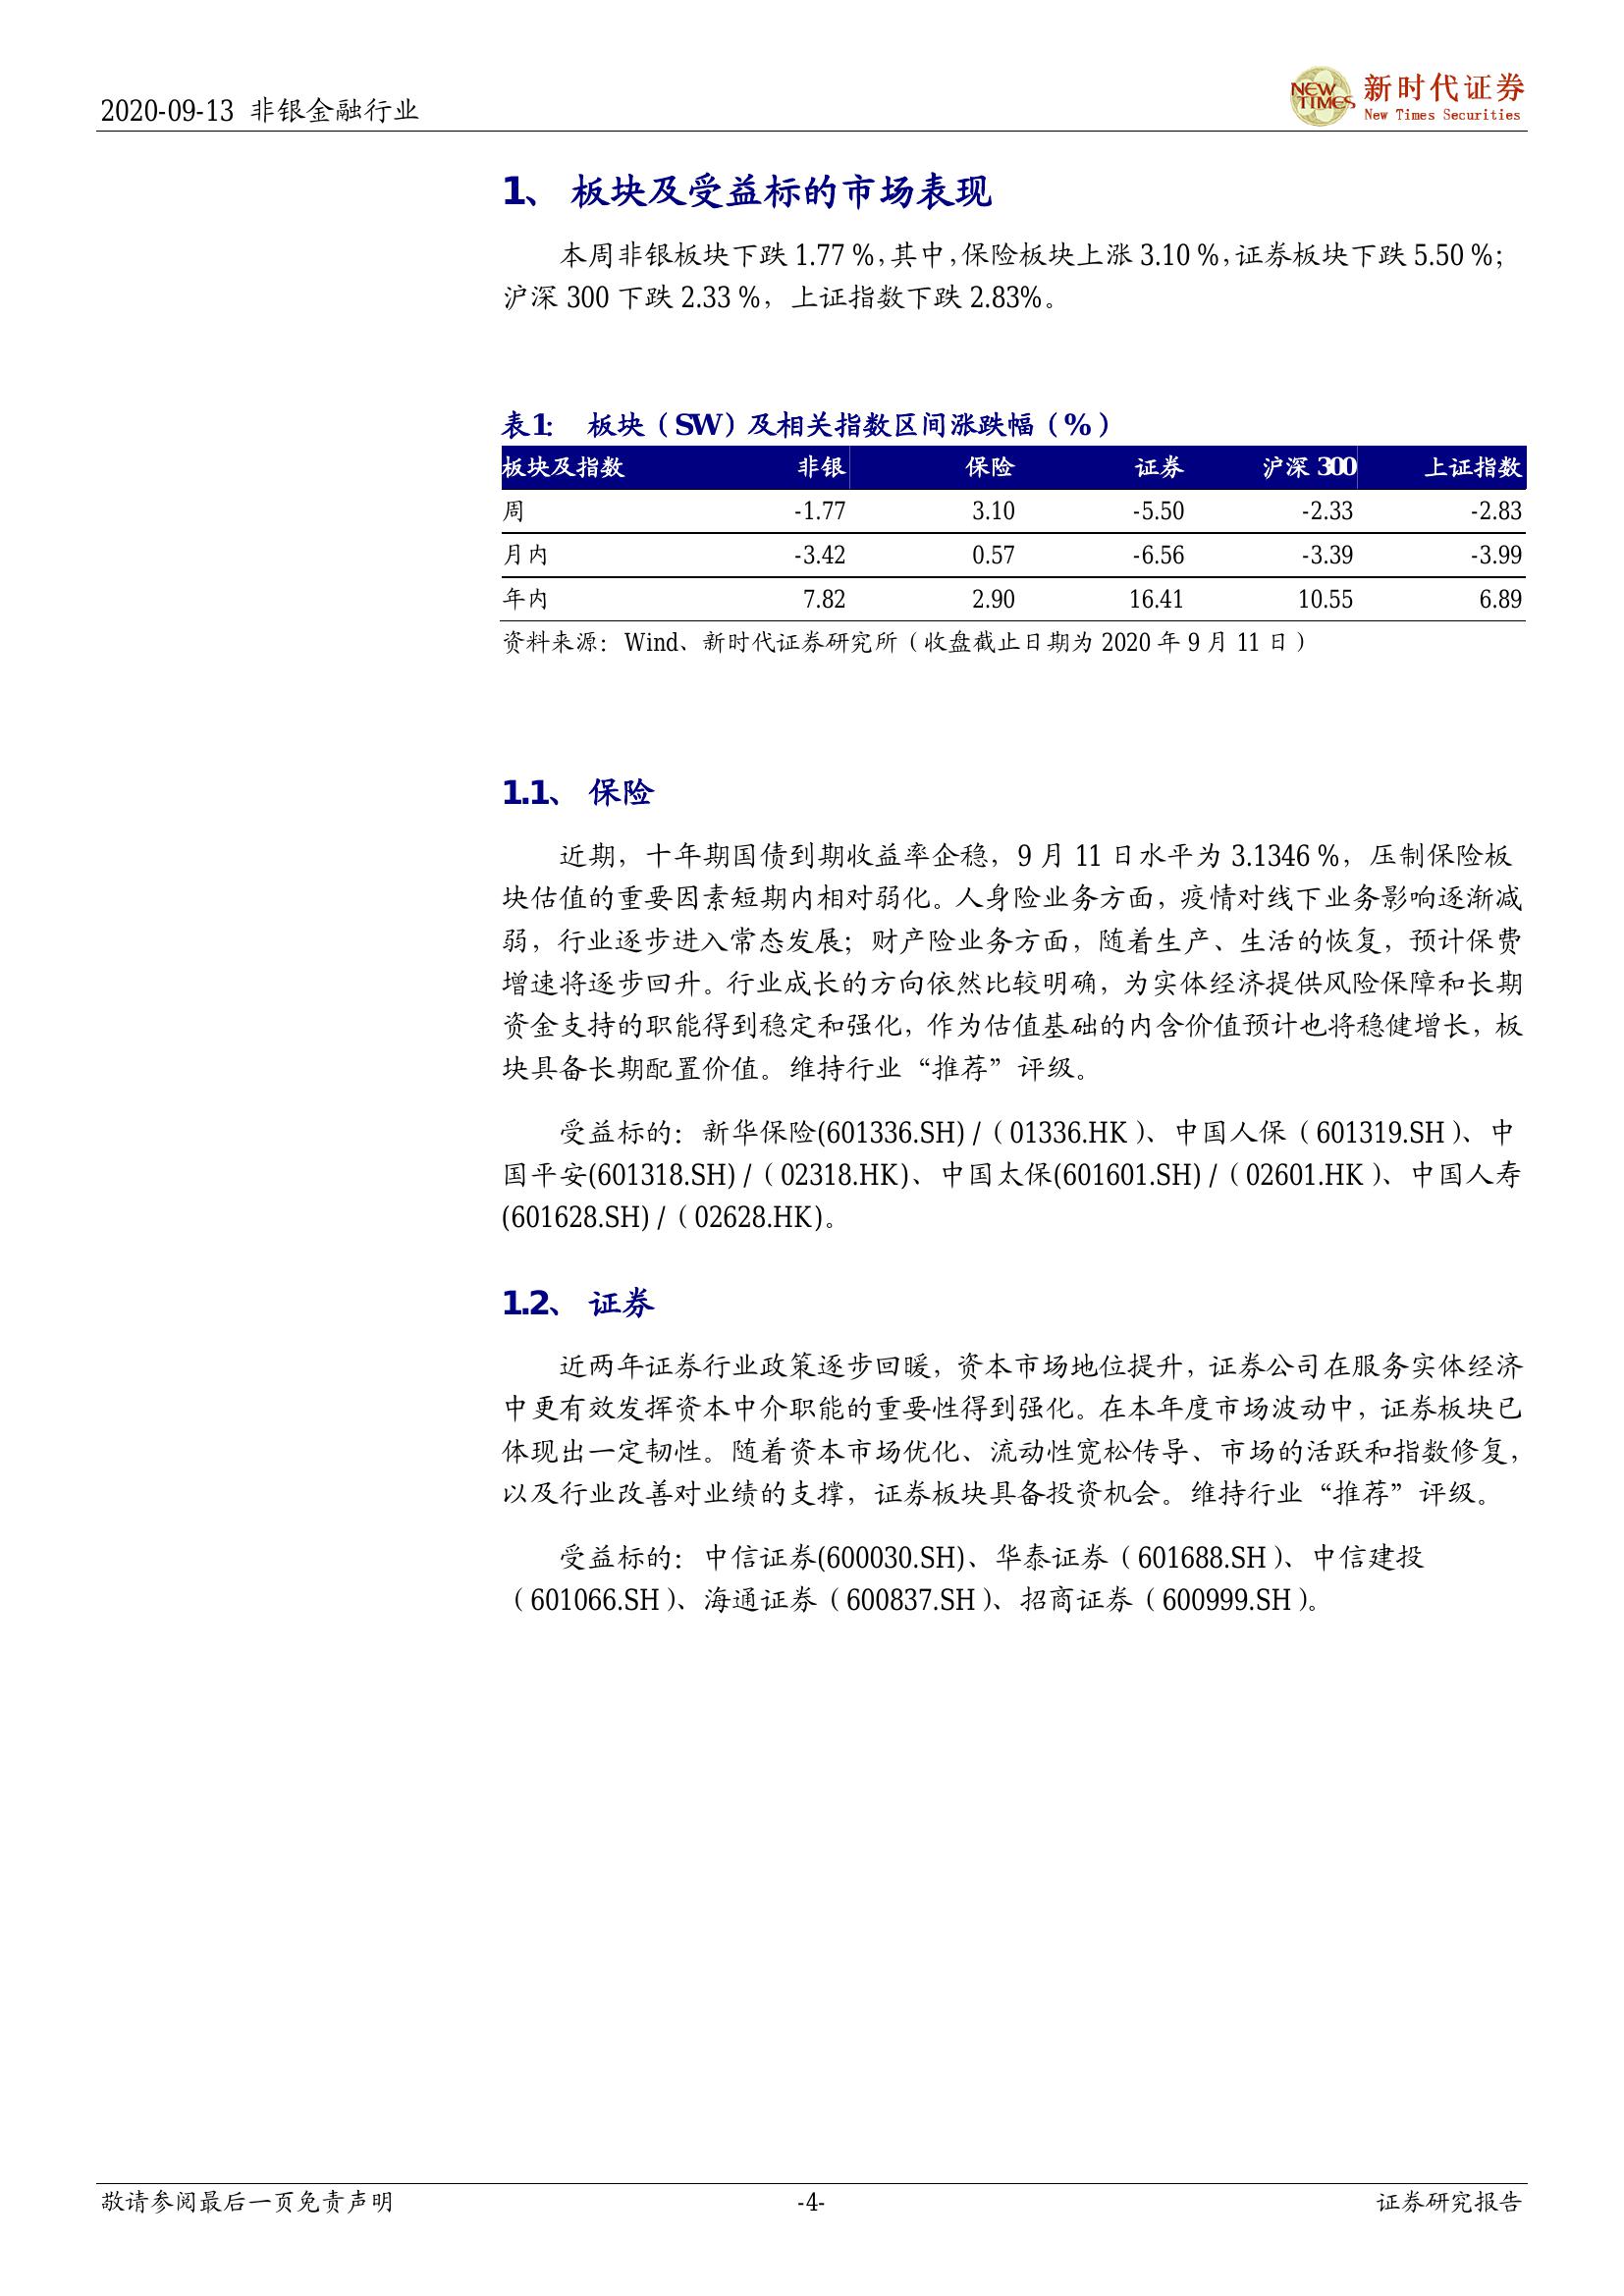 2020-09-13 非银金融行业
NEW TIMES
新时代证券
New Times Securities
1、 板块及受益标的市场表现
本周非银板块下跌 1.77 %，其中，保险板块上涨 3.10 %，证券板块下跌 5.50 %；
沪深 300 下跌 2.33 %，上证指数下跌 2.83%。
表1： 板块（SW）及相关指数区间涨跌幅（%）
板块及指数 非银 保险 证券 沪深 300 上证指数
周 -1.77 3.10 -5.50 -2.33 -2.83
月内 -3.42 0.57 -6.56 -3.39 -3.99
年内 7.82 2.90 16.41 10.55 6.89
资料来源：Wind、新时代证券研究所（收盘截止日期为 2020 年 9 月 11 日）
1.1、 保险
近期，十年期国债到期收益率企稳，9 月 11 日水平为 3.1346 %，压制保险板
块估值的重要因素短期内相对弱化。人身险业务方面，疫情对线下业务影响逐渐减
弱，行业逐步进入常态发展；财产险业务方面，随着生产、生活的恢复，预计保费
增速将逐步回升。行业成长的方向依然比较明确，为实体经济提供风险保障和长期
资金支持的职能得到稳定和强化，作为估值基础的内含价值预计也将稳健增长，板
块具备长期配置价值。维持行业“推荐”评级。
受益标的：新华保险(601336.SH) /（01336.HK）、中国人保（601319.SH）、中
国平安(601318.SH) /（02318.HK)、中国太保(601601.SH) /（02601.HK）、中国人寿
(601628.SH) /（02628.HK)。
1.2、 证券
近两年证券行业政策逐步回暖，资本市场地位提升，证券公司在服务实体经济
中更有效发挥资本中介职能的重要性得到强化。在本年度市场波动中，证券板块已
体现出一定韧性。随着资本市场优化、流动性宽松传导、市场的活跃和指数修复，
以及行业改善对业绩的支撑，证券板块具备投资机会。维持行业“推荐”评级。
受益标的：中信证券(600030.SH)、华泰证券（601688.SH）、中信建投
（601066.SH）、海通证券（600837.SH）、招商证券（600999.SH）。
敬请参阅最后一页免责声明 -4- 证券研究报告